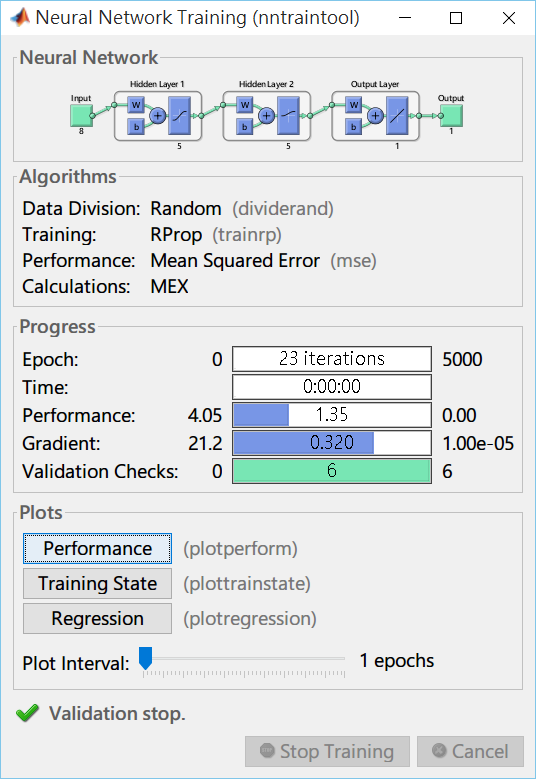 Neural Network Training (nntraintool)
Neural Network
Hidden Layer 1 Hidden Layer 2 Output Layer
Input Output
W W W
b b b
8 5 5 1 1
Algorithms
Data Division: Random (dividerand)
Training: RProp (trainrp)
Performance: Mean Squared Error (mse)
Calculations: MEX
Progress
Epoch: 0 23 iterations 5000
Time: 0:00:00
Performance: 4.05 1.35 0.00
Gradient: 21.2 0.320 1.00e-05
Validation Checks: 0 6 6
Plots
Performance (plotperform)
Training State (plottrainstate)
Regression (plotregression)
Plot Interval: 1 epochs
Validation stop.
Stop Training Cancel